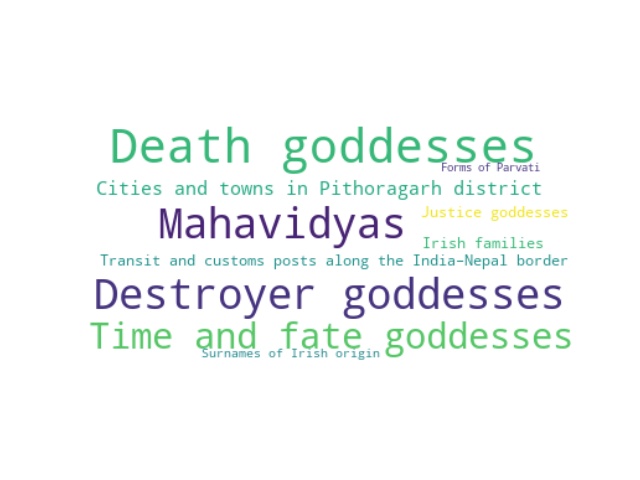 Death goddesses
Forms of Parvati
Cities and towns in Pithoragarh district
Mahavidyas
Justice goddesses
Irish families
Transit and customs posts along the India–Nepal border
Destroyer goddesses
Time and fate goddesses
Surnames of Irish origin